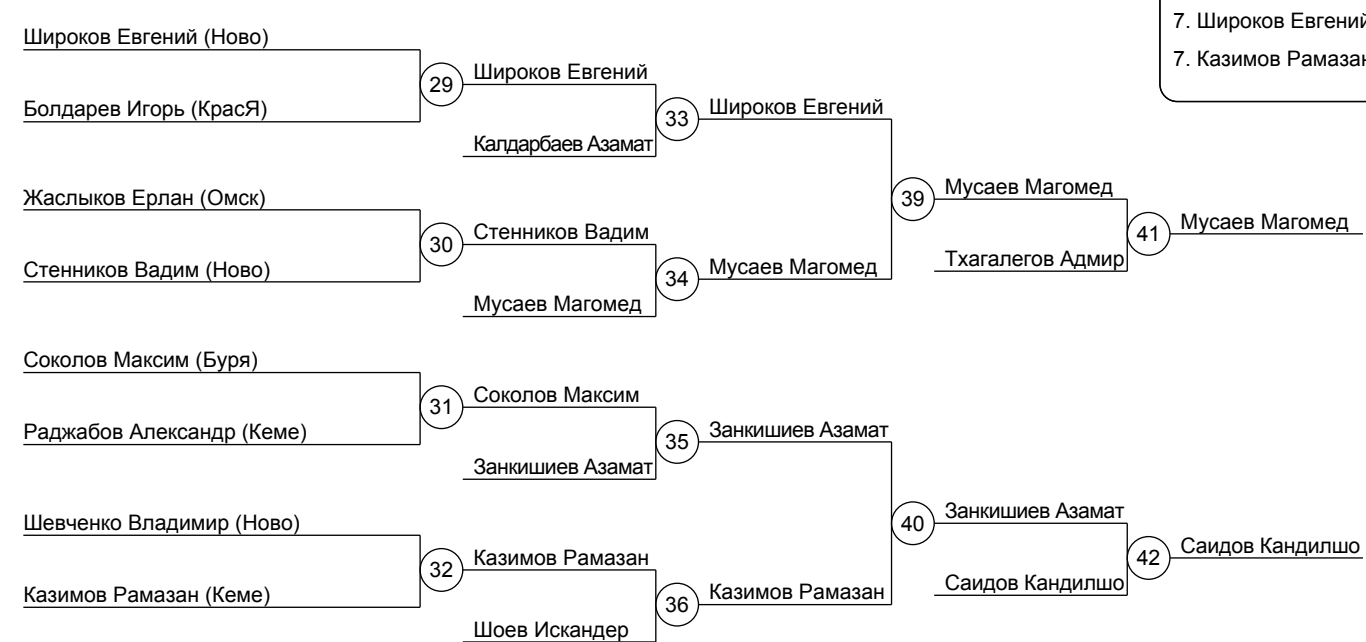 7. Широков Евгений
7. Казимов Рамазан
Широков Евгений (Ново)
29
Широков Евгений
Болдарев Игорь (КрасЯ)
33
Широков Евгений
Калдарбаев Азамат
Жаслыков Ерлан (Омск)
39
Мусаев Магомед
30
Стенников Вадим
41
Мусаев Магомед
Стенников Вадим (Ново)
34
Мусаев Магомед
Тхагалегов Адмир
Мусаев Магомед
Соколов Максим (Буря)
31
Соколов Максим
Раджабов Александр (Кеме)
35
Занкишиев Азамат
Занкишиев Азамат
Шевченко Владимир (Ново)
40
Занкишиев Азамат
32
Казимов Рамазан
42
Саидов Кандилшо
Казимов Рамазан (Кеме)
36
Казимов Рамазан
Саидов Кандилшо
Шоев Искандер